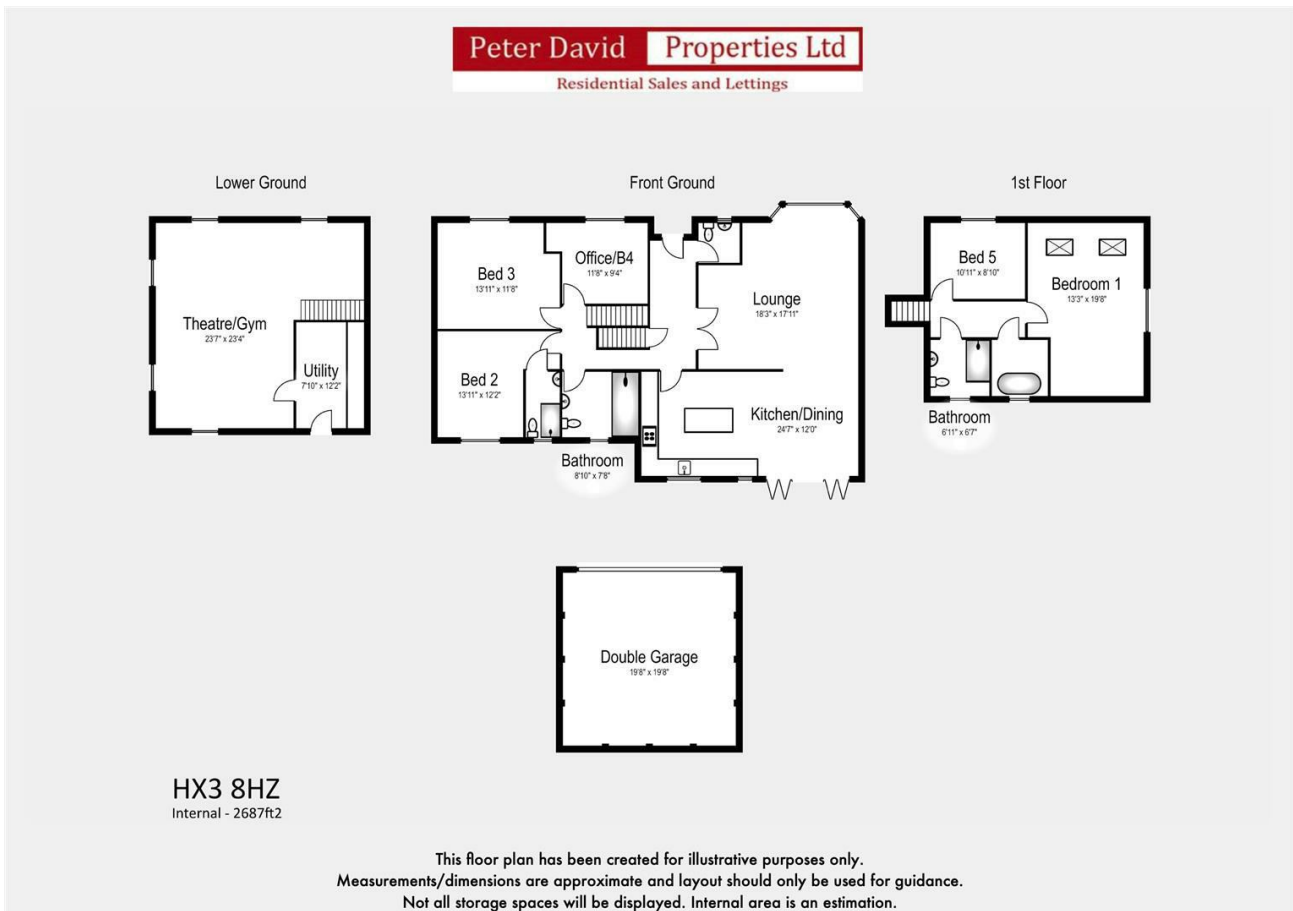 Peter David Properties Ltd
Residential Sales and Lettings
Lower Ground
Theatre/Gym
23'7" x 23'4"
Utility
7'10" x 12'2"
Front Ground
Bed 3
13'11" x 11'8"
Office/B4
11'8" x 9'4"
Lounge
18'3" x 17'11"
Bed 2
13'11" x 12'2"
Kitchen/Dining
24'7" x 12'0"
Bathroom
8'10" x 7'8"
1st Floor
Bed 5
10'11" x 8'10"
Bedroom 1
13'3" x 19'8"
Bathroom
6'11" x 6'7"
Double Garage
19'8" x 19'8"
HX3 8HZ
Internal - 2687ft2
This floor plan has been created for illustrative purposes only.
Measurements/dimensions are approximate and layout should only be used for guidance.
Not all storage spaces will be displayed. Internal area is an estimation.